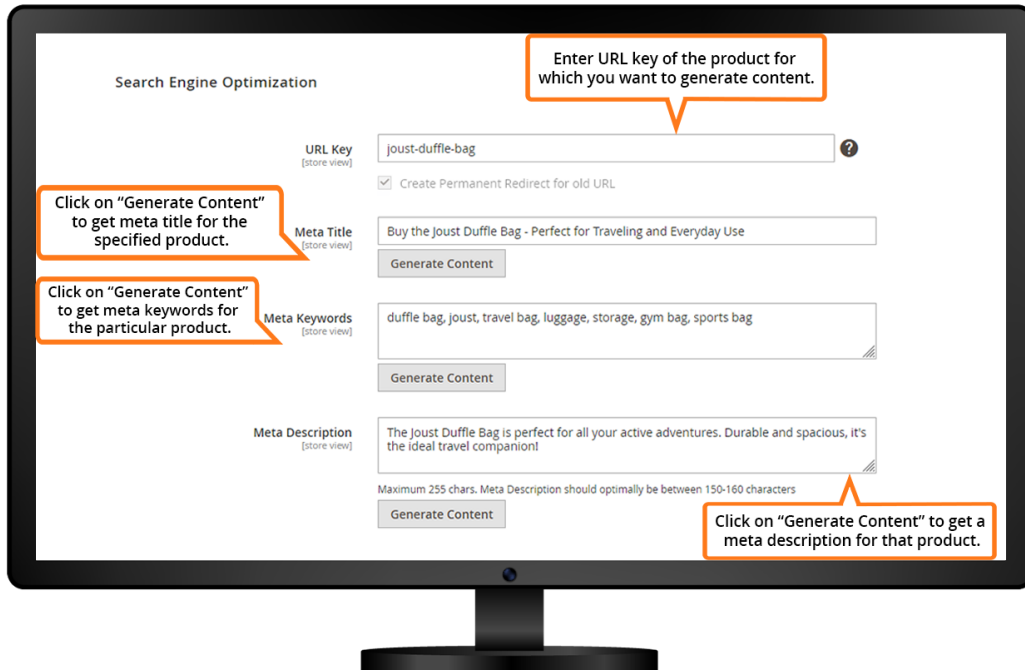 Enter URL key of the product for
which you want to generate content.
Search Engine Optimization
URL Key
[store view]
joust-duffle-bag
?
Create Permanent Redirect for old URL
Click on “Generate Content”
to get meta title for the
specified product.
Meta Title
[store view]
Buy the Joust Duffle Bag - Perfect for Traveling and Everyday Use
Generate Content
Click on “Generate Content”
to get meta keywords for
the particular product.
Meta Keywords
[store view]
duffle bag, joust, travel bag, luggage, storage, gym bag, sports bag
Generate Content
Meta Description
[store view]
The Joust Duffle Bag is perfect for all your active adventures. Durable and spacious, it's
the ideal travel companion!
Maximum 255 chars. Meta Description should optimally be between 150-160 characters
Generate Content
Click on “Generate Content” to get a
meta description for that product.